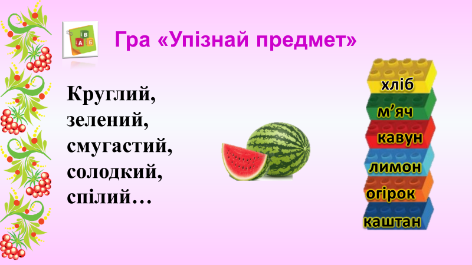 Гра «Упізнай предмет»
Круглий,
зелений,
смугастий,
солодкий,
спілий…
хліб
м’яч
кавун
лимон
огірок
каштан